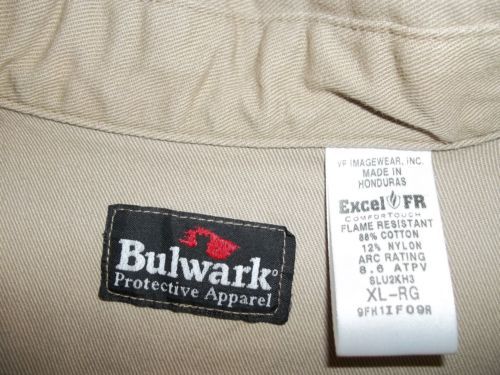 Bulwark
Protective Apparel
VF IMAGEWEAR, INC.
MADE IN
HONDURAS
Excel FR
COMFORTOUCH
FLAME RESISTANT
88% COTTON
12% NYLON
ARC RATING
8.6 ATPV
SLU2KH3
XL-RG
9FH1IF09R